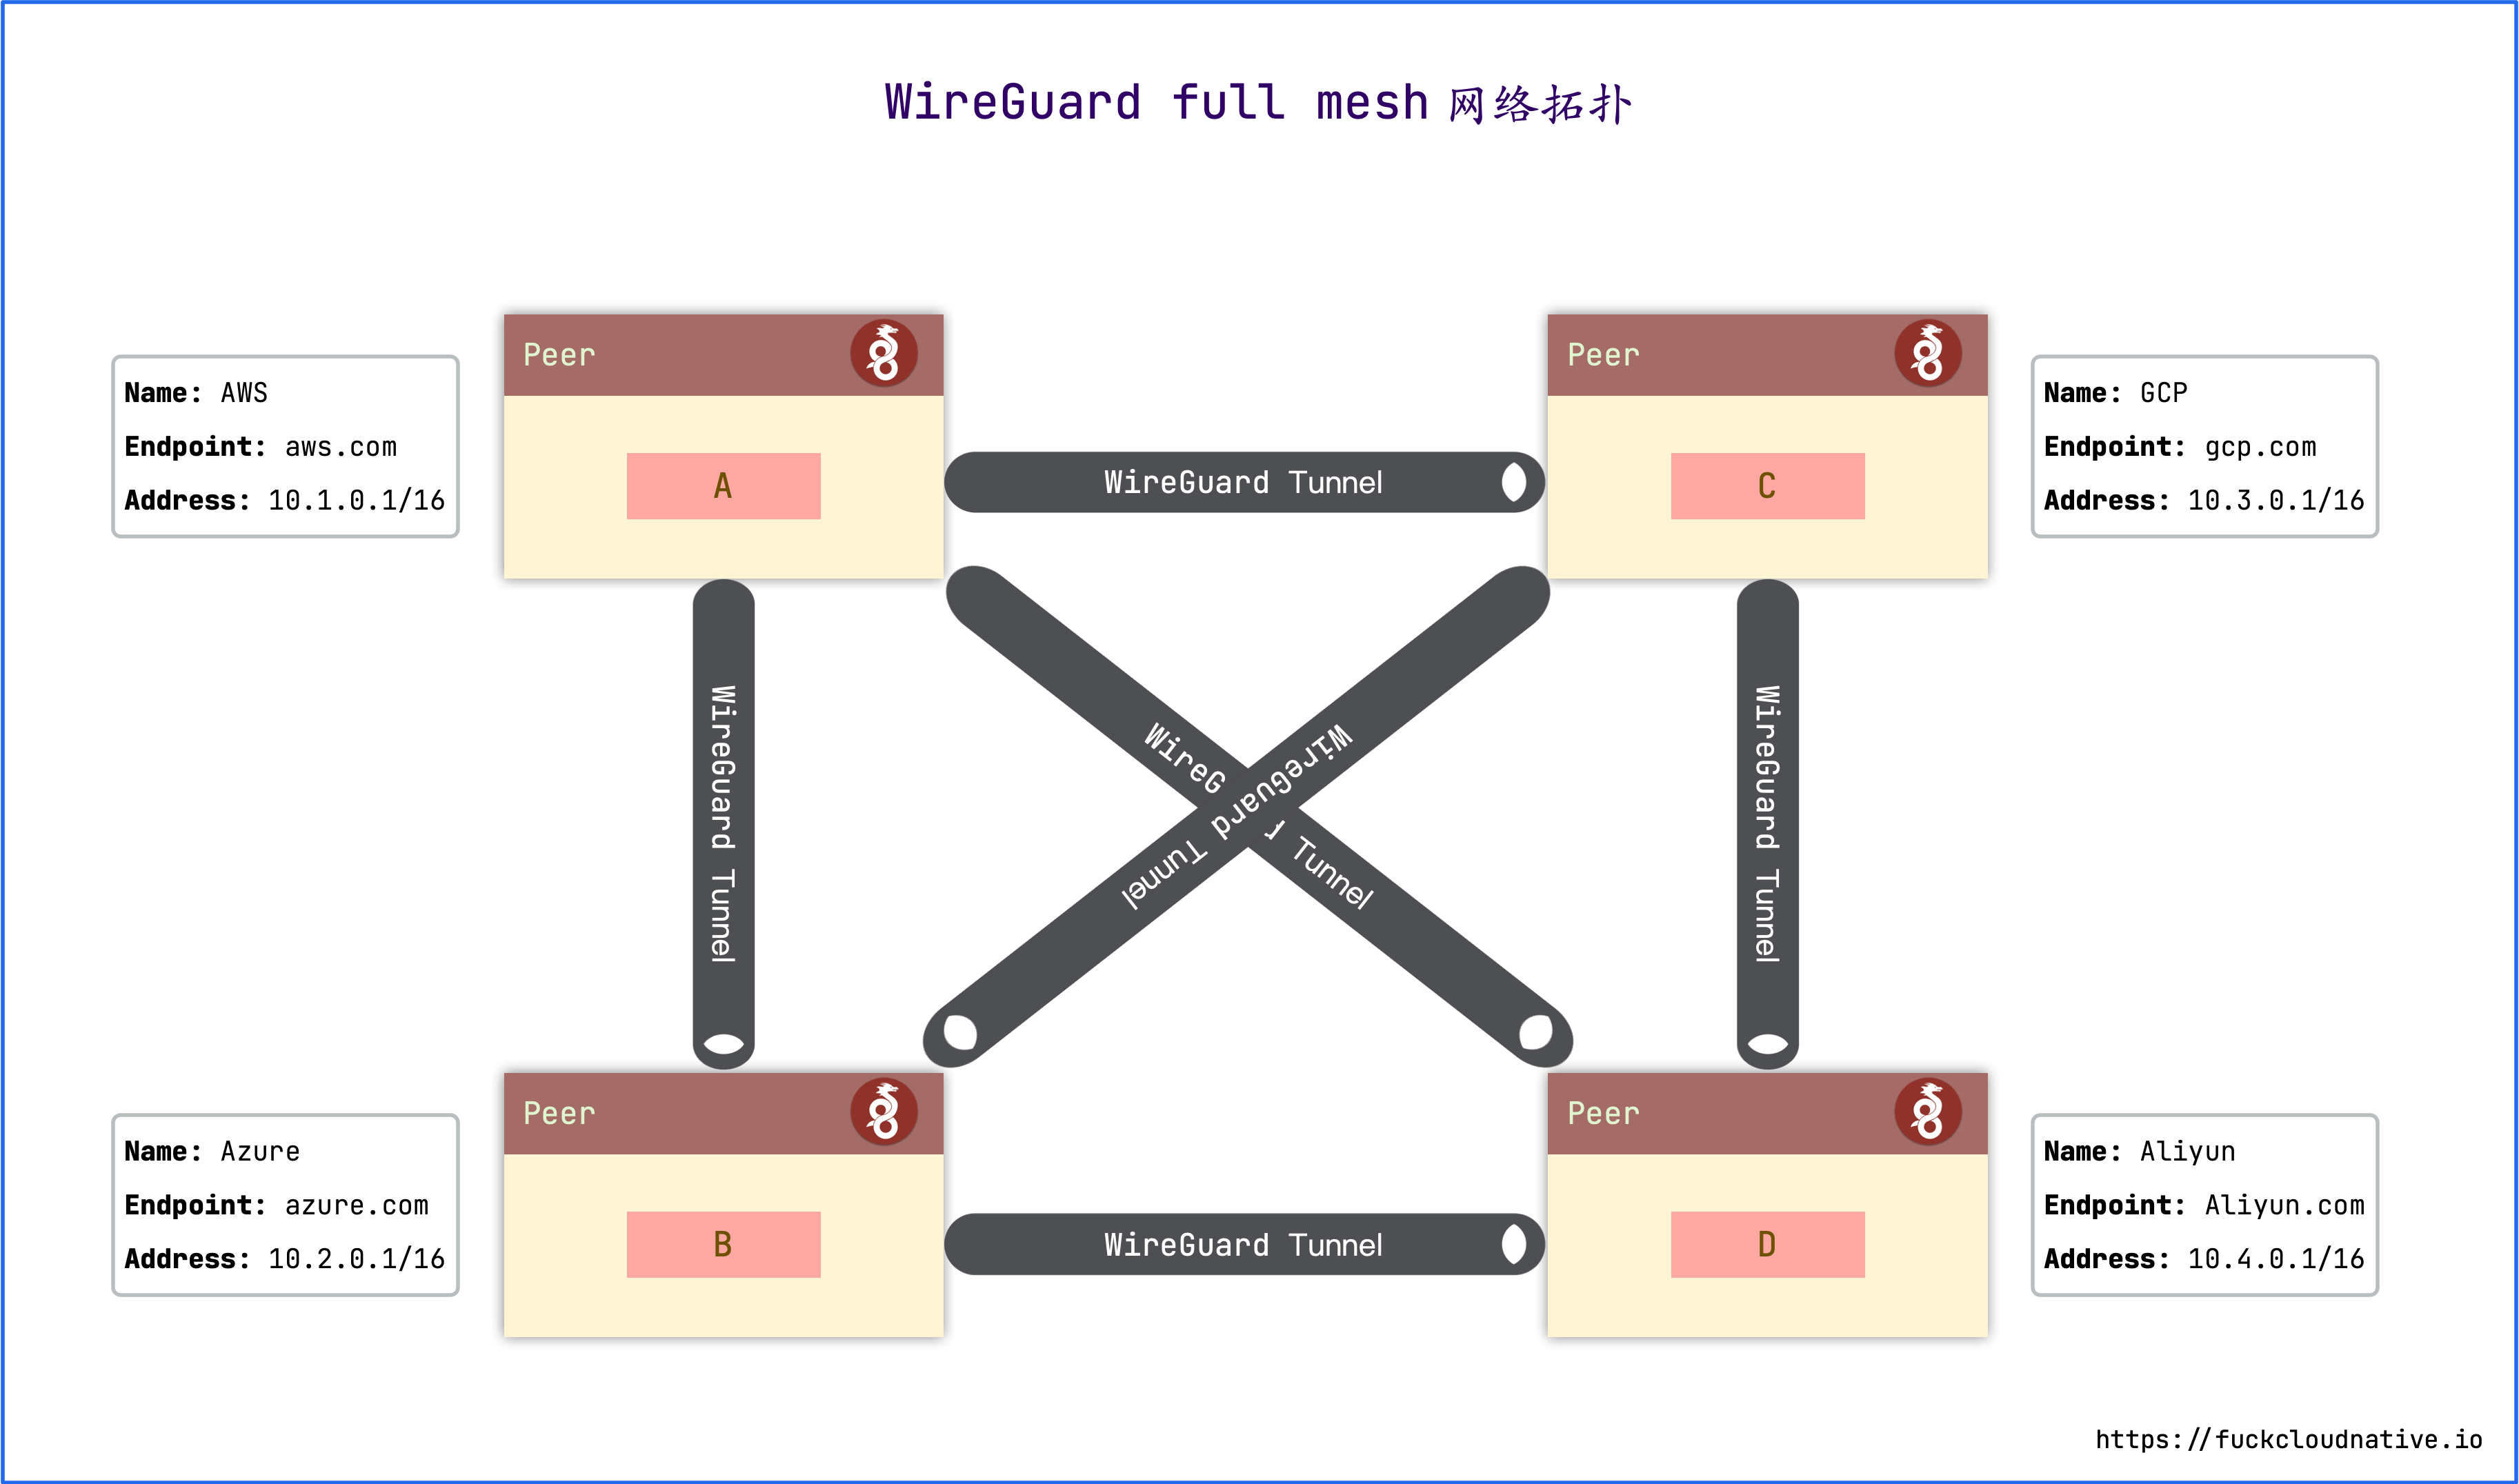 WireGuard full mesh 网络拓扑
Peer
Name: AWS
Endpoint: aws.com
Address: 10.1.0.1/16
A
WireGuard Tunnel
Peer
C
Name: GCP
Endpoint: gcp.com
Address: 10.3.0.1/16
WireGuard Tunnel
WireG r Tunnel
WireGuard Tunnel
WireGuard Tunnel
Peer
Name: Azure
Endpoint: azure.com
Address: 10.2.0.1/16
B
WireGuard Tunnel
Peer
D
Name: Aliyun
Endpoint: Aliyun.com
Address: 10.4.0.1/16
https://fuckcloudnative.io